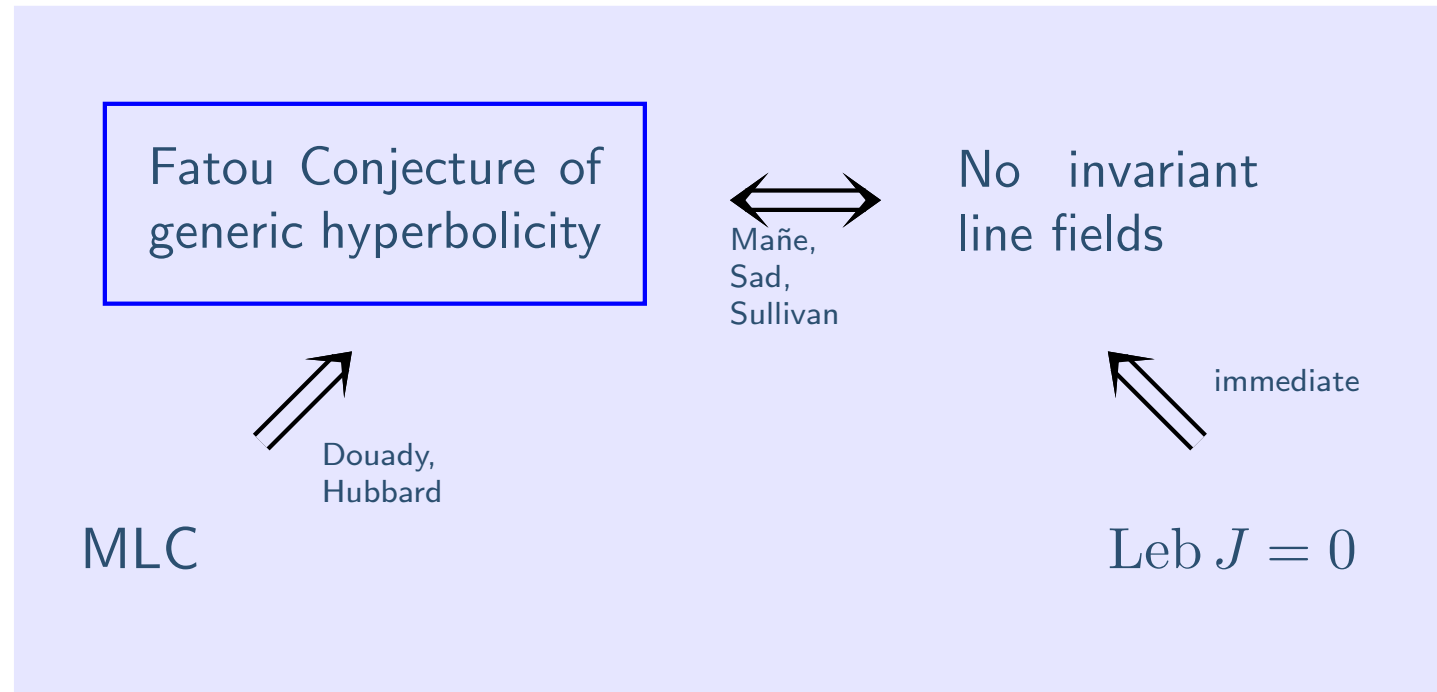 Fatou Conjecture of
generic hyperbolicity
No invariant
line fields
Mañe,
Sad,
Sullivan
immediate
Douady,
Hubbard
MLC
Leb J = 0